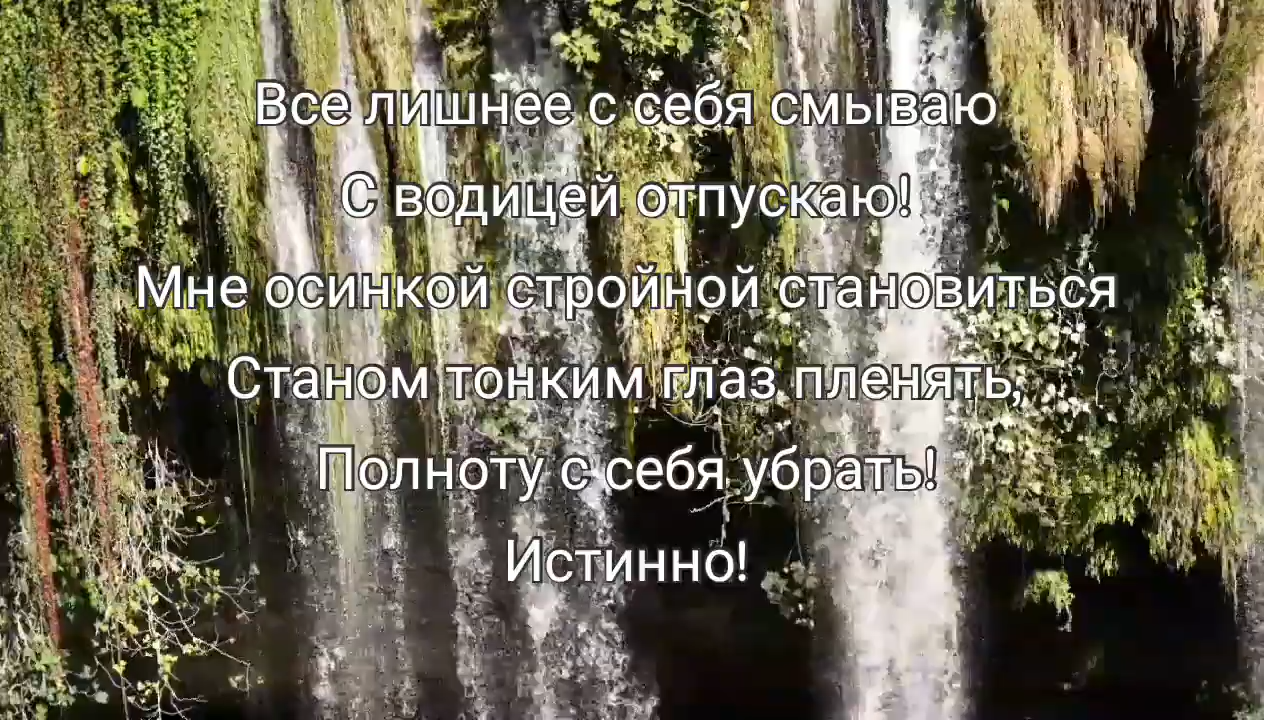 Все лишнее с себя смываю
С водицей отпускаю!
Мне осинкой стройной становиться
Станом тонким глаз пленять,
Полноту с себя убрать!
Истинно!